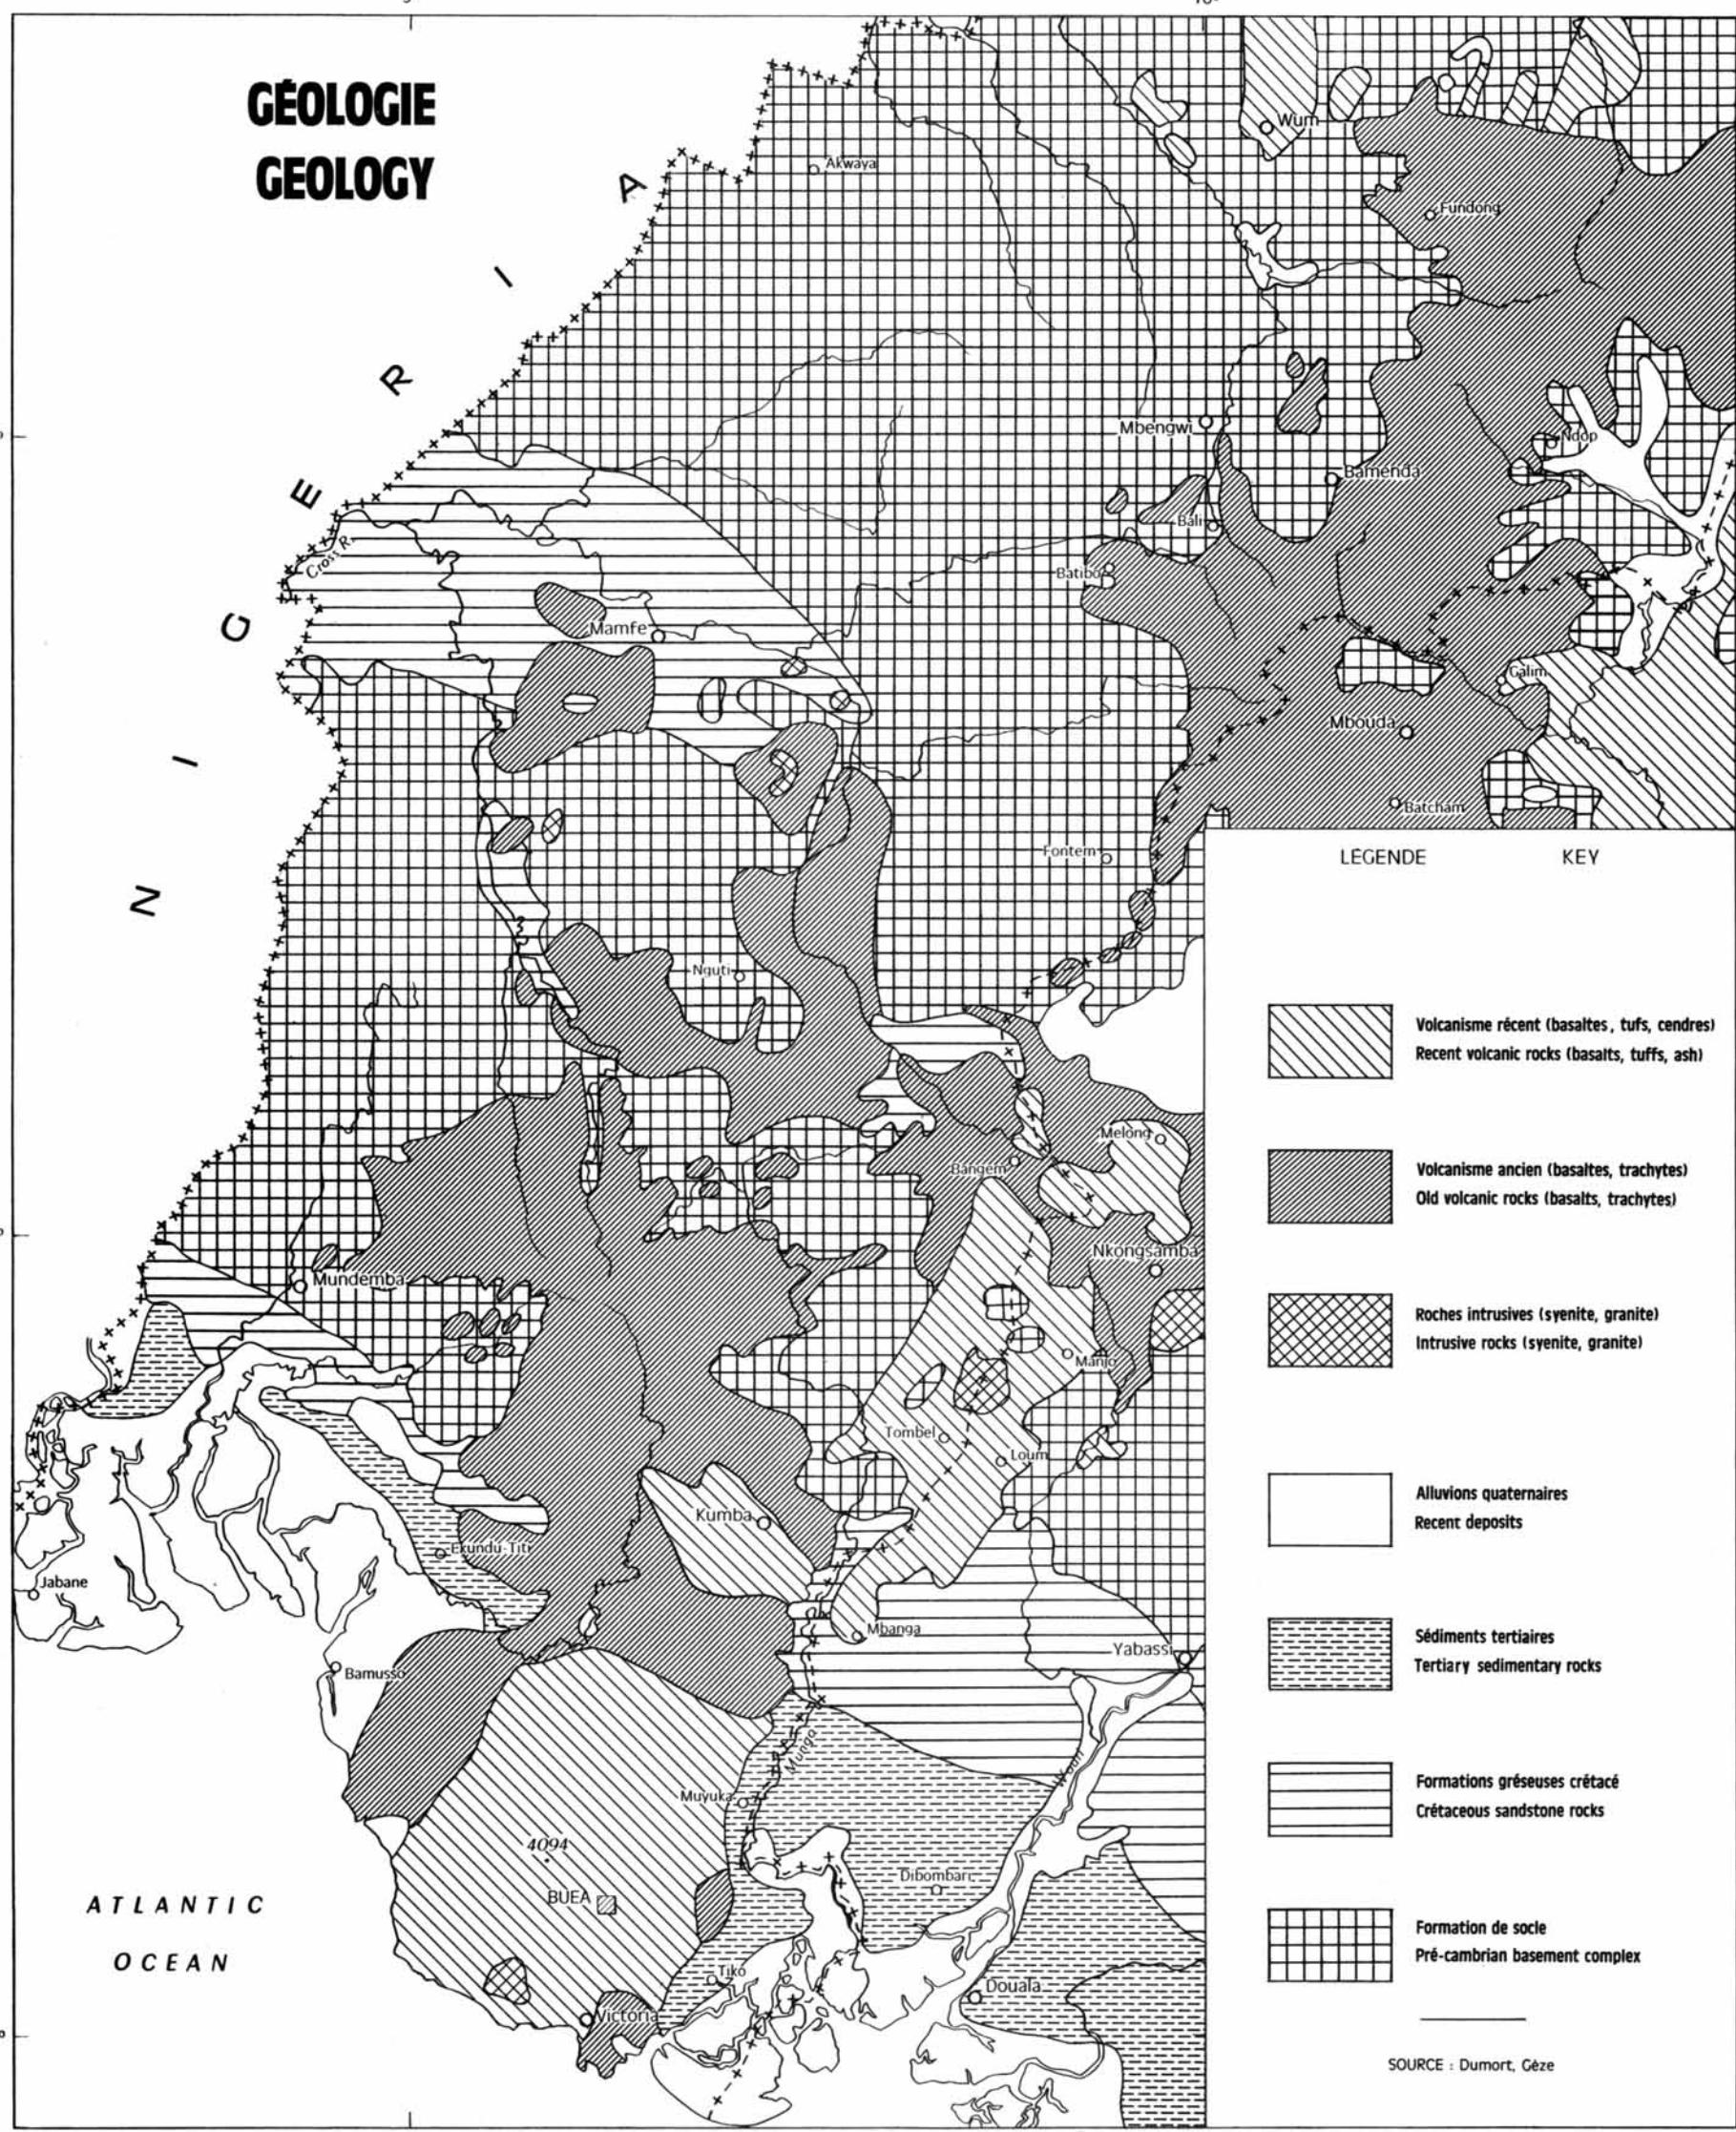 GÉOLOGIE
GEOLOGY
NIGERIA
Akwaya
Wum
Fundong
Mbengwi
Ndop
Bamenda
Bali
Cross R.
Batibo
Mamfe
Galim
Mbouda
Batcham
Fontem
Nguti
Melong
Bangem
Nkongsamba
Mundemba
Manjo
Tombel
Loum
Kumba
Ekundu-Titi
Jabane
Mbanga
Yabassi
Bamusso
Mungo
Wouri
Muyuka
4094
Dibombari
BUEA
ATLANTIC
OCEAN
Tiko
Douala
Victoria
LÉGENDE KEY
Volcanisme récent (basaltes, tufs, cendres)
Recent volcanic rocks (basalts, tuffs, ash)
Volcanisme ancien (basaltes, trachytes)
Old volcanic rocks (basalts, trachytes)
Roches intrusives (syenite, granite)
Intrusive rocks (syenite, granite)
Alluvions quaternaires
Recent deposits
Sédiments tertiaires
Tertiary sedimentary rocks
Formations gréseuses crétacé
Crétaceous sandstone rocks
Formation de socle
Pré-cambrian basement complex
SOURCE : Dumort, Gèze